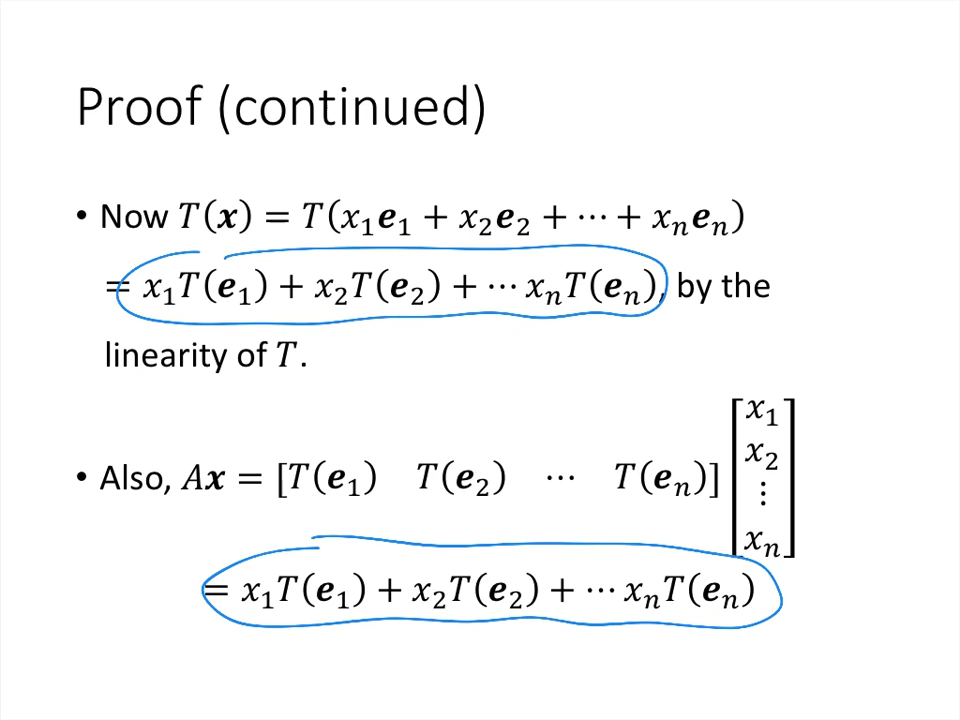 Proof (continued)
• Now 𝑇(𝒙) = 𝑇(𝑥₁𝒆₁ + 𝑥₂𝒆₂ + ⋯ + 𝑥ₙ𝒆ₙ)
= 𝑥₁𝑇(𝒆₁) + 𝑥₂𝑇(𝒆₂) + ⋯ 𝑥ₙ𝑇(𝒆ₙ), by the
linearity of 𝑇.
• Also, 𝐴𝒙 = [𝑇(𝒆₁) 𝑇(𝒆₂) ⋯ 𝑇(𝒆ₙ)] [𝑥₁ 𝑥₂ ⋮ 𝑥ₙ]
= 𝑥₁𝑇(𝒆₁) + 𝑥₂𝑇(𝒆₂) + ⋯ 𝑥ₙ𝑇(𝒆ₙ)